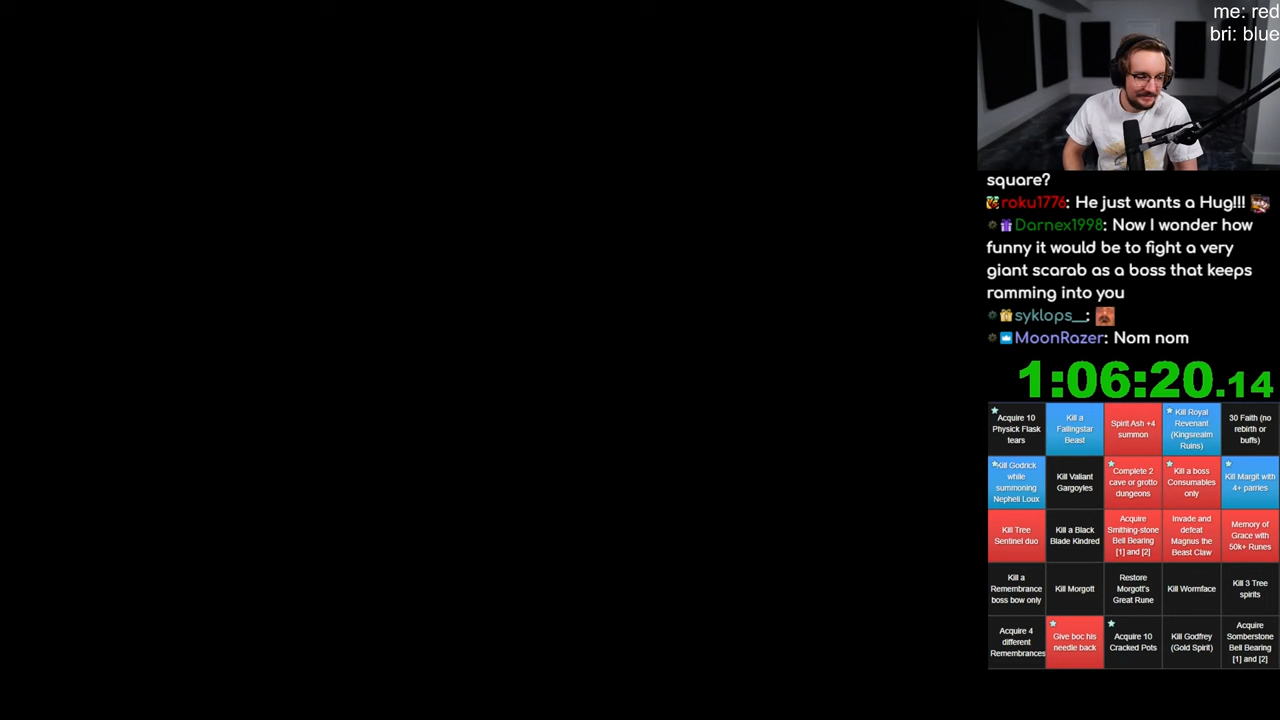 me: red
bri: blue
square?
roku1776: He just wants a Hug!!!
Darnex1998: Now I wonder how
funny it would be to fight a very
giant scarab as a boss that keeps
ramming into you
syklops__:
MoonRazer: Nom nom
1:06:20.14
Acquire 10
Physick Flask
tears
Kill a
Fallingstar
Beast
Spirit Ash +4
summon
Kill Royal
Revenant
(Kingsrealm
Ruins)
30 Faith (no
rebirth or
buffs)
Kill Godrick
while
summoning
Nepheli Loux
Kill Valiant
Gargoyles
Complete 2
cave or grotto
dungeons
Kill a boss
Consumables
only
Kill Margit with
4+ parries
Kill Tree
Sentinel duo
Kill a Black
Blade Kindred
Acquire
Smithing-stone
Bell Bearing
[1] and [2]
Invade and
defeat
Magnus the
Beast Claw
Memory of
Grace with
50k+ Runes
Kill a
Remembrance
boss bow only
Kill Morgott
Restore
Morgott's
Great Rune
Kill Wormface
Kill 3 Tree
spirits
Acquire 4
different
Remembrances
Give boc his
needle back
Acquire 10
Cracked Pots
Kill Godfrey
(Gold Spirit)
Acquire
Somberstone
Bell Bearing
[1] and [2]